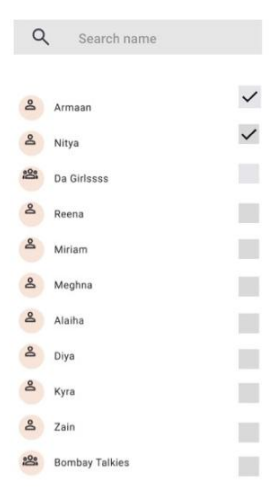 Search name
Armaan
Nitya
Da Girlssss
Reena
Miriam
Meghna
Alaiha
Diya
Kyra
Zain
Bombay Talkies